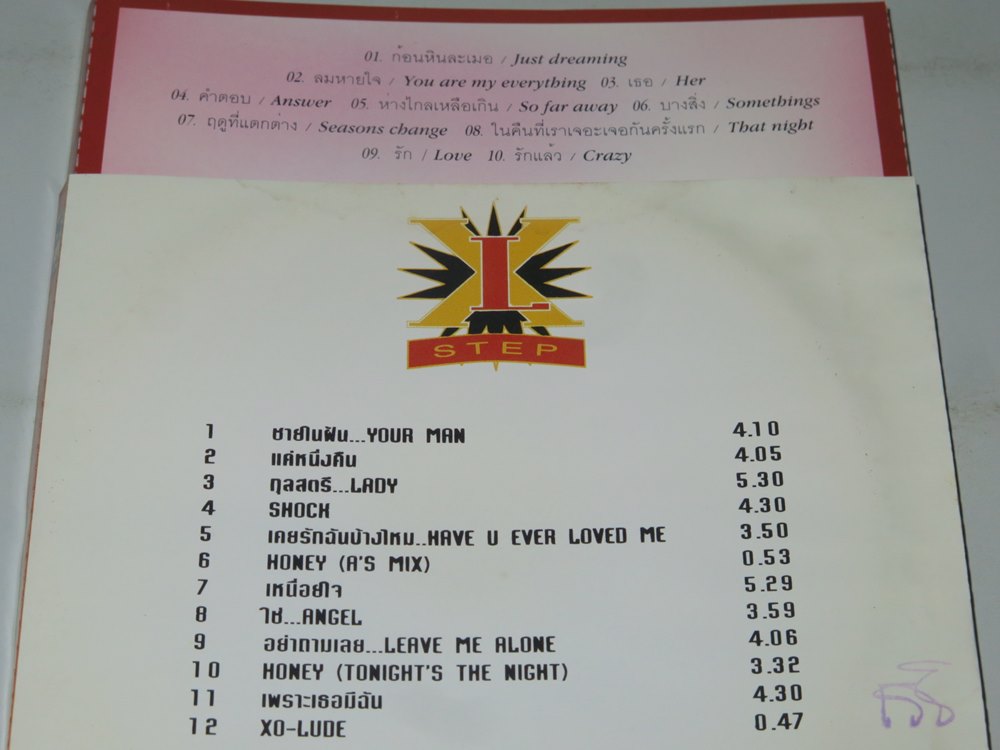 01. ก้อนหินละเมอ / Just dreaming
02. ลมหายใจ / You are my everything 03. เธอ / Her
04. คำตอบ / Answer 05. ห่างไกลเหลือเกิน / So far away 06. บางสิ่ง / Somethings
07. ฤดูที่แตกต่าง / Seasons change 08. ในคืนที่เราเจอะเจอกันครั้งแรก / That night
09. รัก / Love 10. รักแล้ว / Crazy
XL
STEP
1 ชายในฝัน...YOUR MAN 4.10
2 แค่หนึ่งคืน 4.05
3 กุลสตรี...LADY 5.30
4 SHOCK 4.30
5 เคยรักฉันบ้างไหม..HAVE U EVER LOVED ME 3.50
6 HONEY (A'S MIX) 0.53
7 เหนื่อยใจ 5.29
8 ใช่...ANGEL 3.59
9 อย่าถามเลย...LEAVE ME ALONE 4.06
10 HONEY (TONIGHT'S THE NIGHT) 3.32
11 เพราะเธอมีฉัน 4.30
12 XO-LUDE 0.47